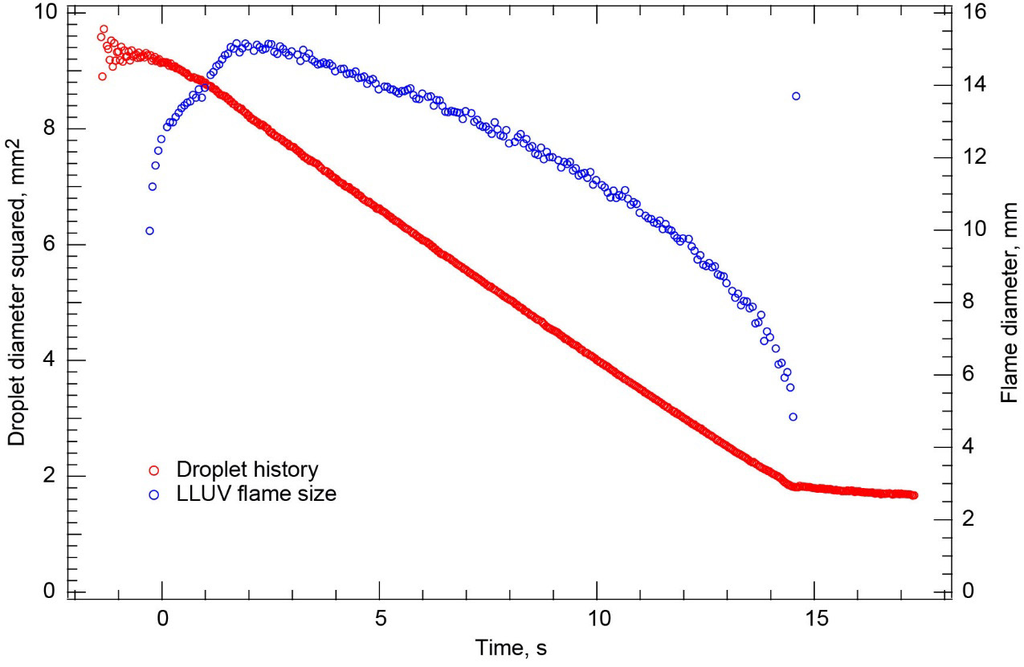 10
8
6
4
2
0
Droplet diameter squared, mm2
16
14
12
10
8
6
4
2
0
Flame diameter, mm
Droplet history
LLUV flame size
0 5 10 15
Time, s